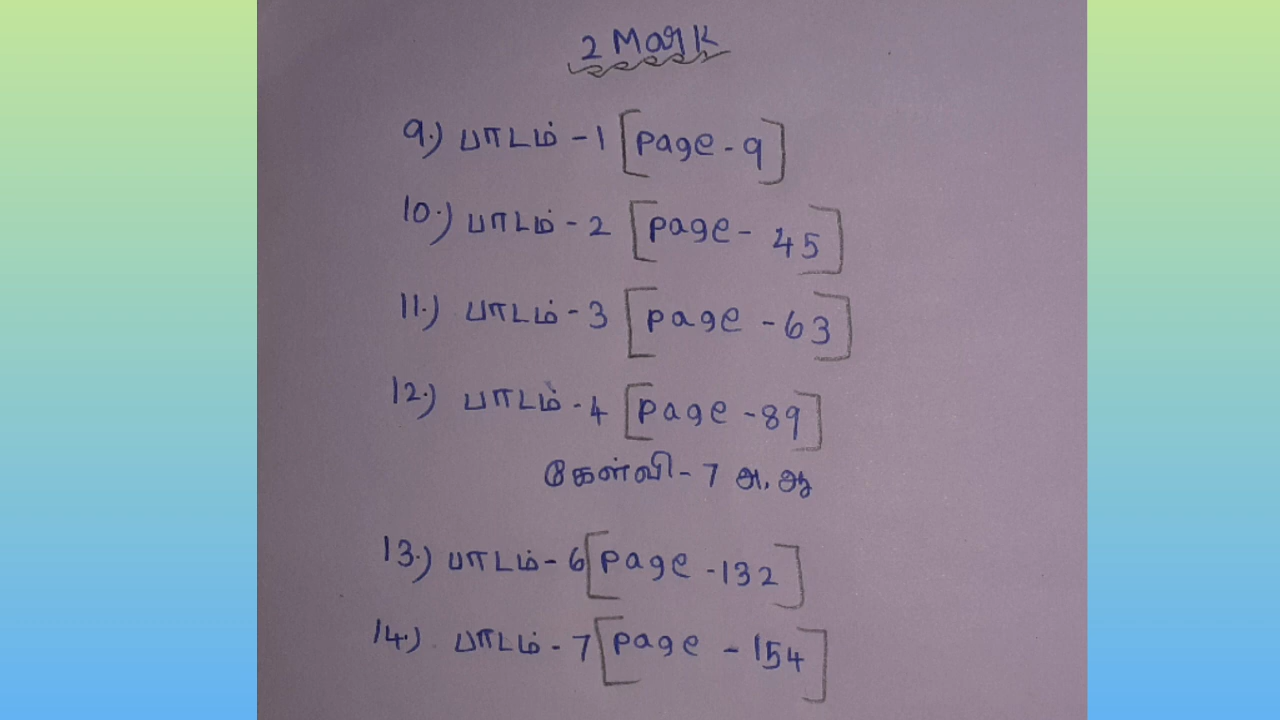 2 Mark
9.) பாடம் - 1 [page - 9]
10.) பாடம் - 2 [page - 45]
11.) பாடம் - 3 [page - 63]
12.) பாடம் - 4 [page - 89]
கேள்வி - 7 அ, ஆ
13.) பாடம் - 6 [page - 132]
14.) பாடம் - 7 [page - 154]